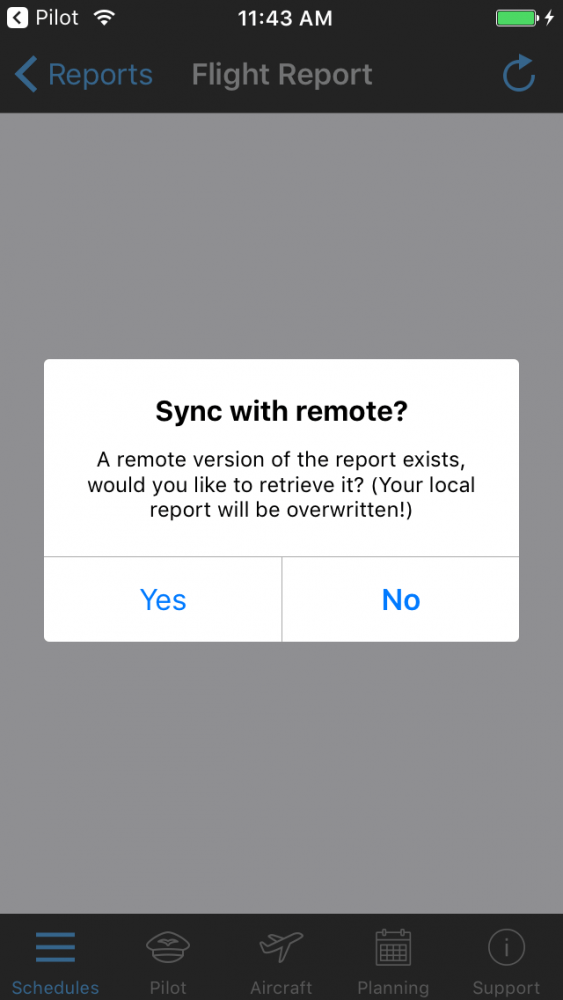 Pilot 11:43 AM
Reports Flight Report
Sync with remote?
A remote version of the report exists,
would you like to retrieve it? (Your local
report will be overwritten!)
Yes No
Schedules Pilot Aircraft Planning Support